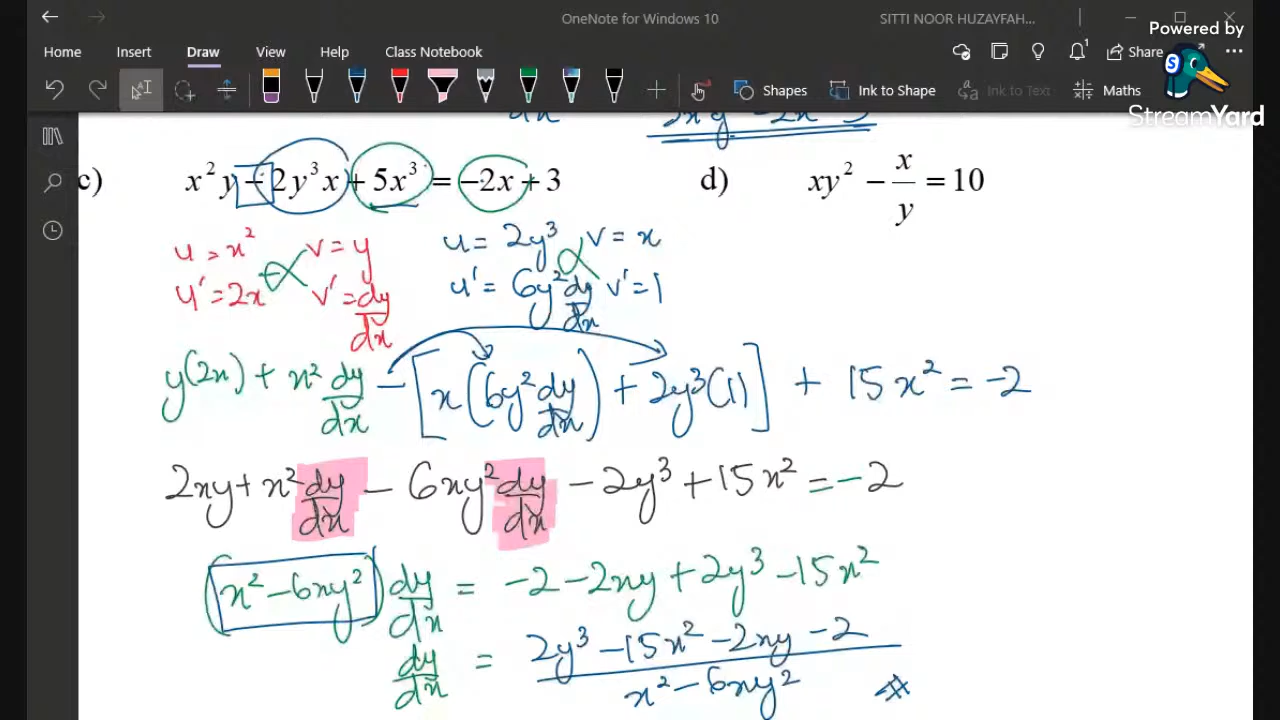 OneNote for Windows 10
SITTI NOOR HUZAYFAH...
Powered by
Home Insert Draw View Help Class Notebook
1 Share
Shapes Ink to Shape Ink to Text Maths
StreamYard
c) x²y - 2y³x + 5x³ = -2x + 3
d) xy² - x/y = 10
u = x² v = y
u' = 2x v' = dy/dx
u = 2y³ v = x
u' = 6y² dy/dx v' = 1
y(2x) + x² dy/dx - [x(6y² dy/dx) + 2y³(1)] + 15x² = -2
2xy + x² dy/dx - 6xy² dy/dx - 2y³ + 15x² = -2
(x² - 6xy²) dy/dx = -2 - 2xy + 2y³ - 15x²
dy/dx = (2y³ - 15x² - 2xy - 2)/(x² - 6xy²)